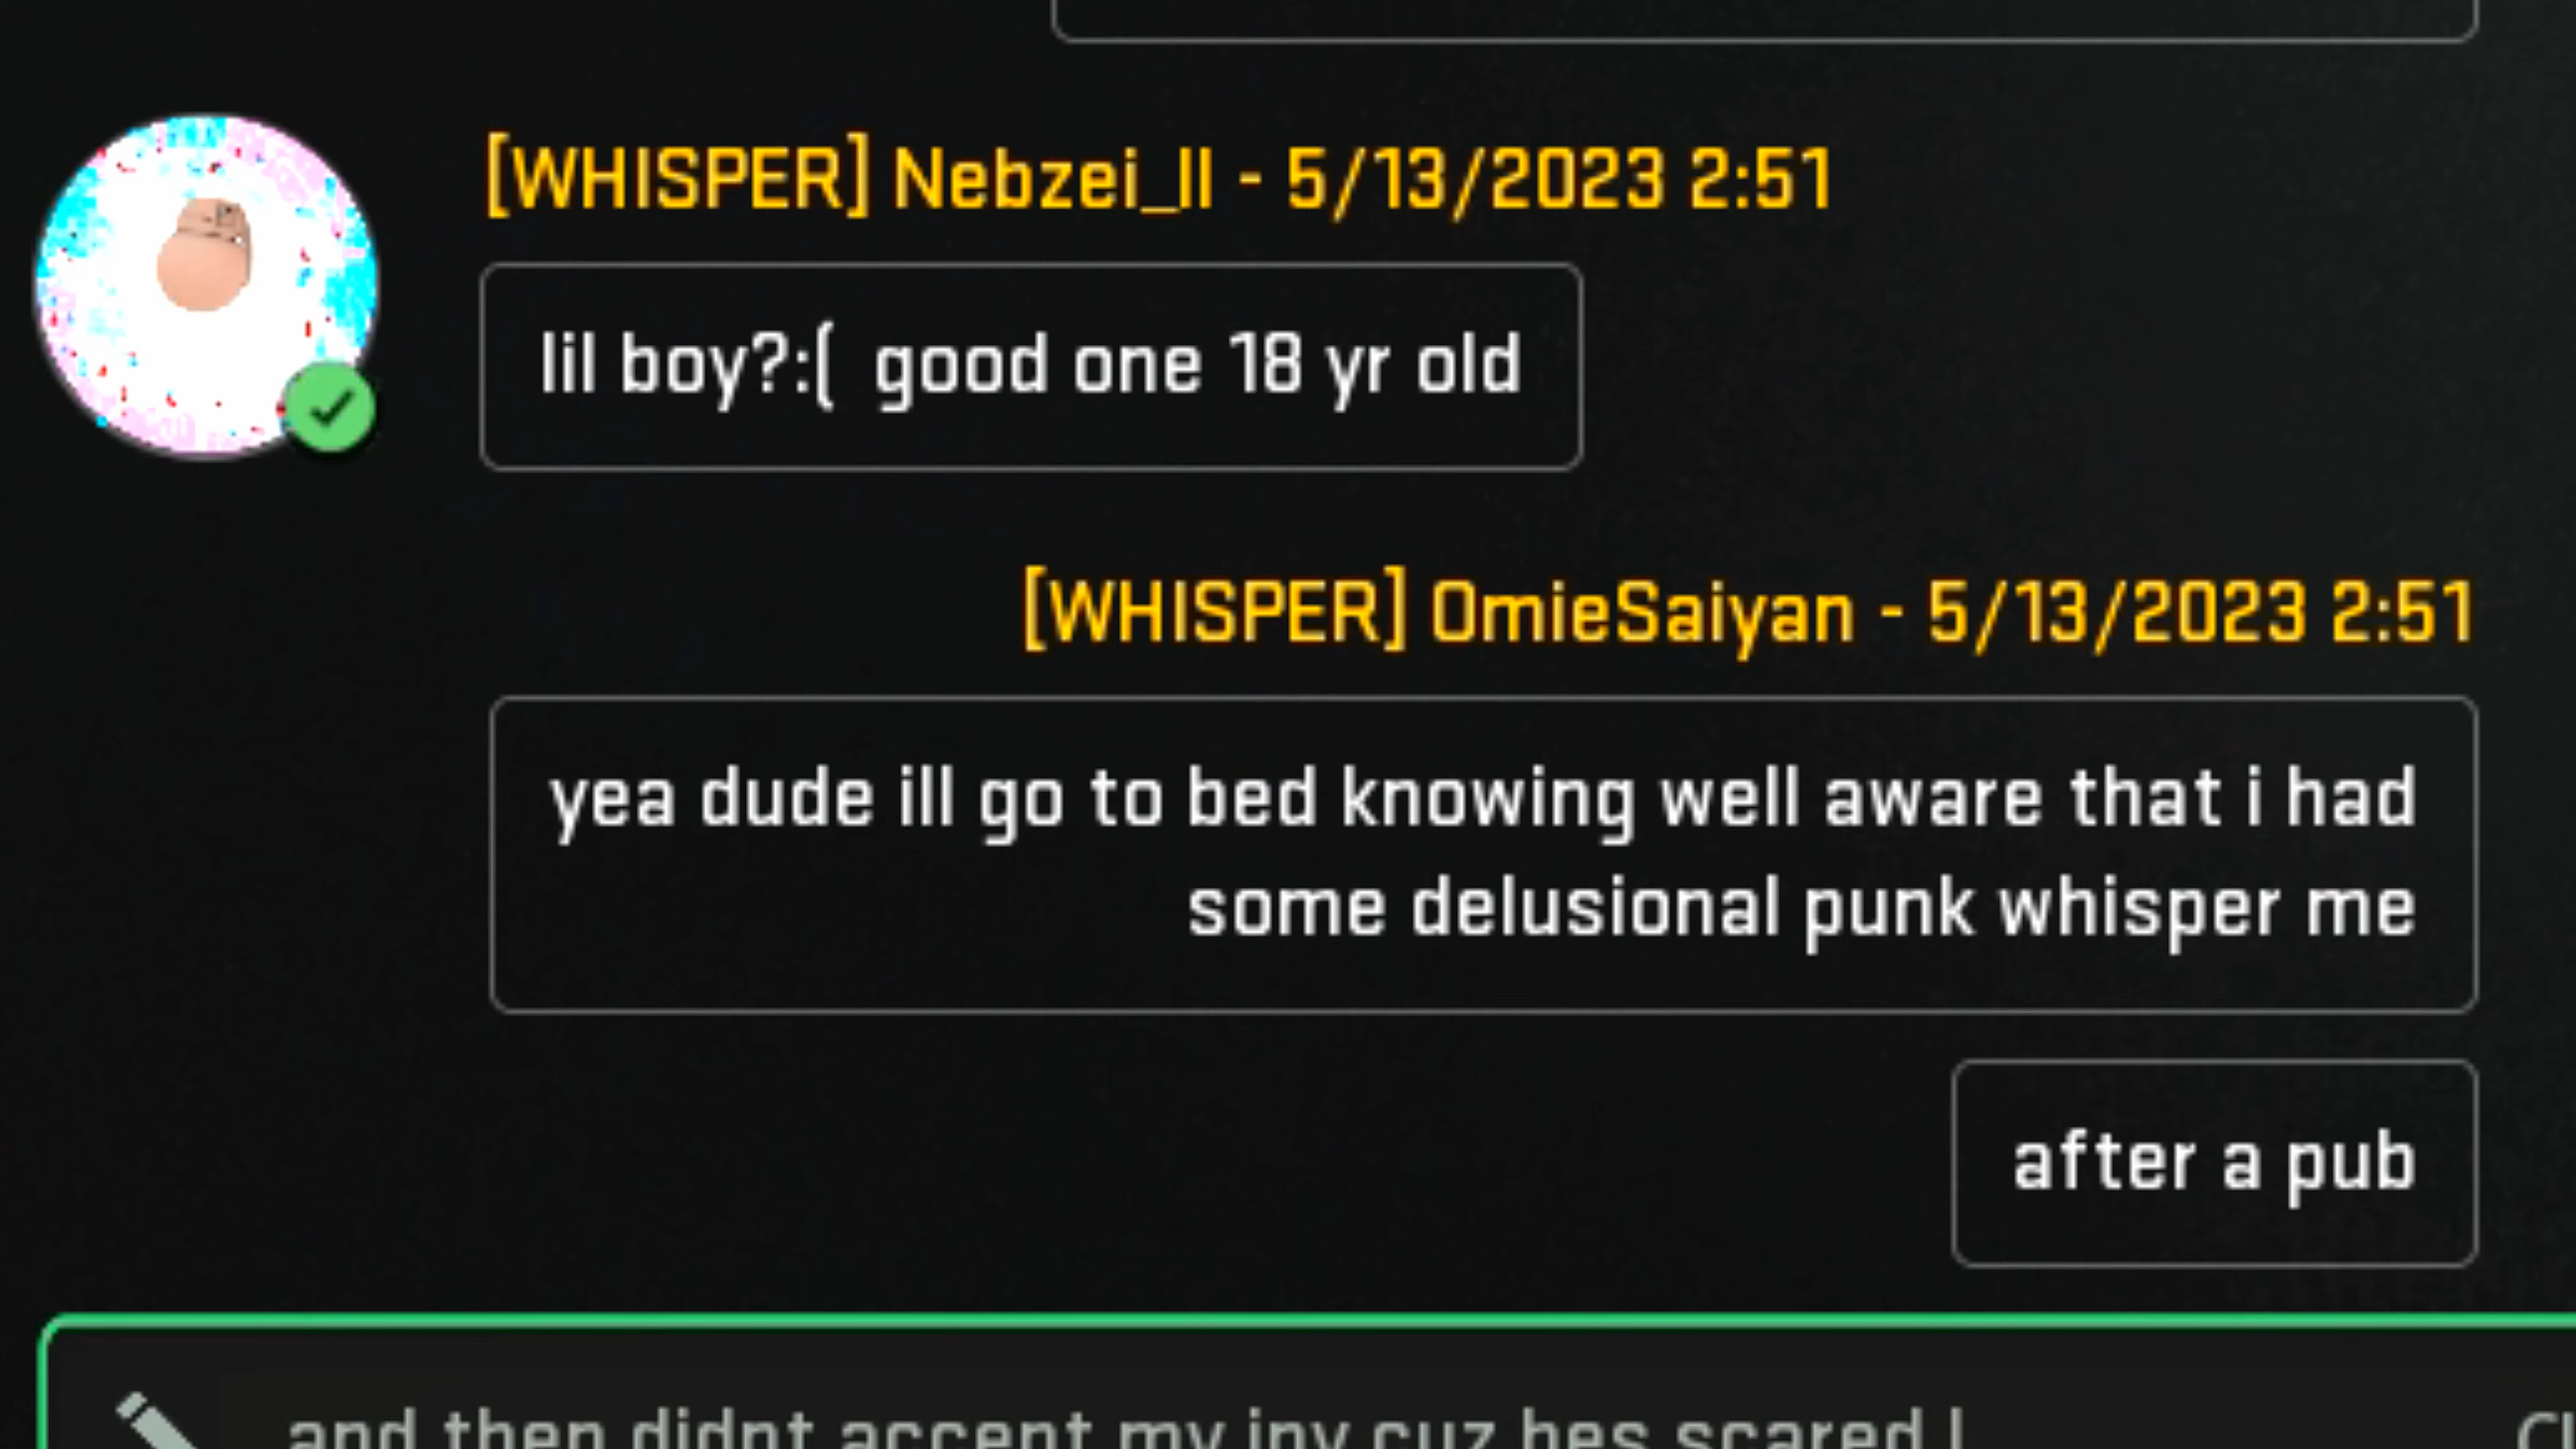 [WHISPER] Nebzei_II - 5/13/2023 2:51
lil boy?:( good one 18 yr old
[WHISPER] OmieSaiyan - 5/13/2023 2:51
yea dude ill go to bed knowing well aware that i had
some delusional punk whisper me
after a pub
and then didnt accept my inv cuz hes scared